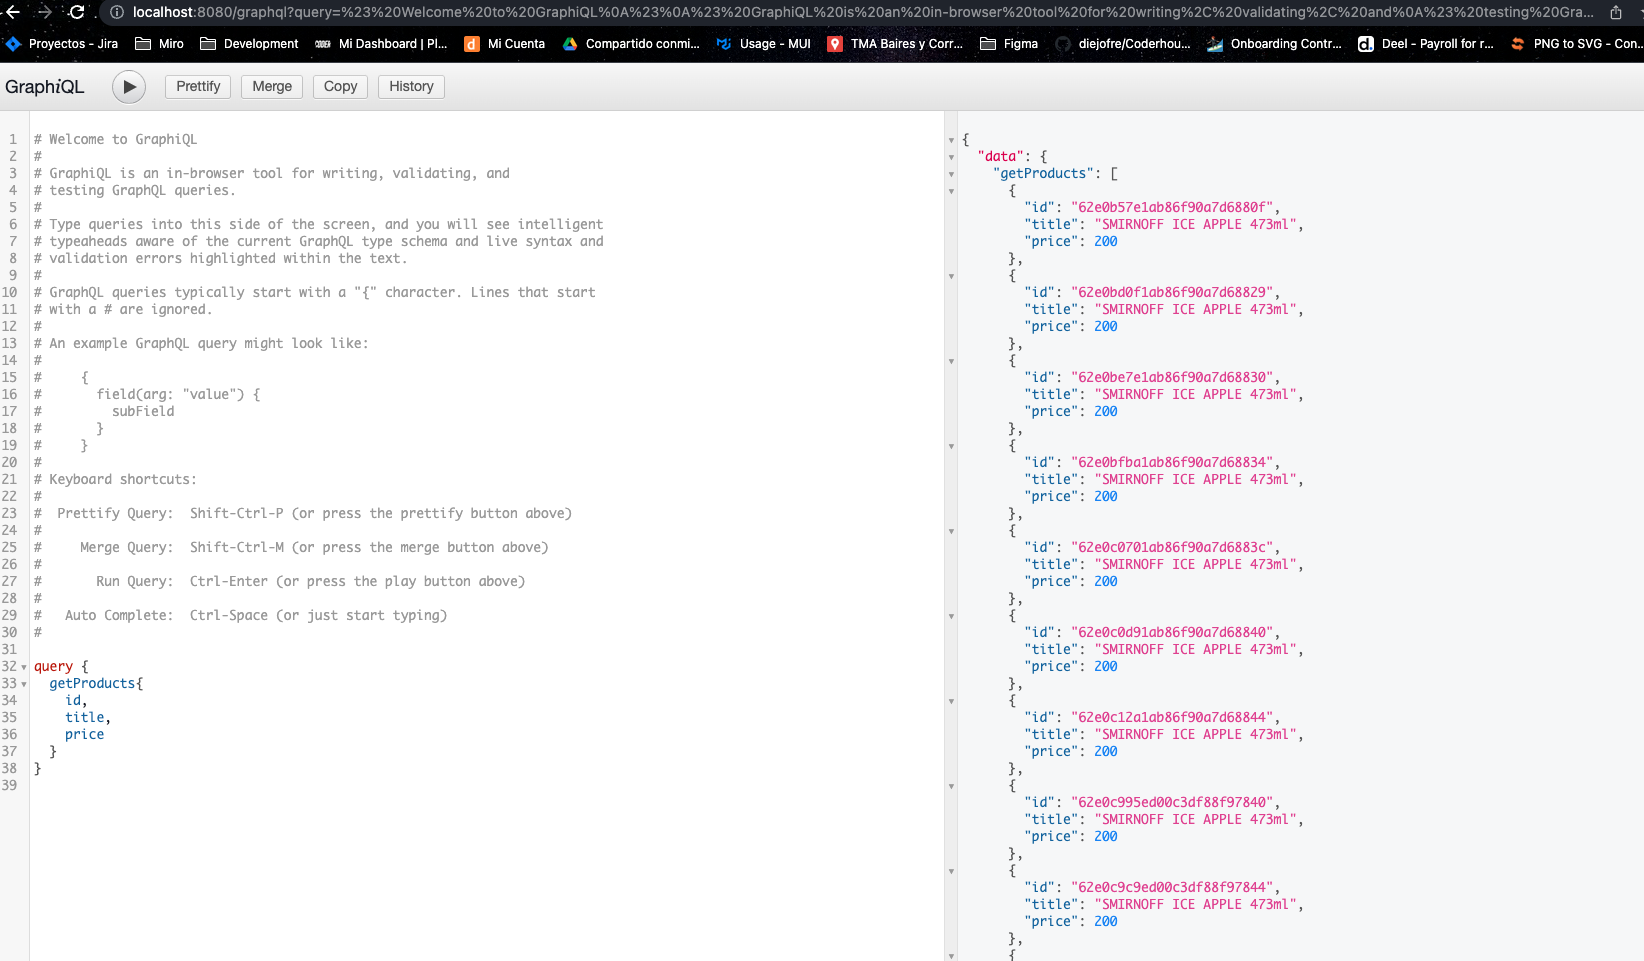 localhost:8080/graphql?query=%23%20Welcome%20to%20GraphiQL%0A%23%0A%23%20GraphiQL%20is%20an%20in-browser%20tool%20for%20writing%2C%20validating%2C%20and%0A%23%20testing%20Gra...
Proyectos - Jira Miro Development Mi Dashboard | Pl... Mi Cuenta Compartido conmi... Usage - MUI TMA Baires y Corr... Figma diejofre/Coderhou... Onboarding Contr... Deel - Payroll for r... PNG to SVG - Con...
GraphiQL Prettify Merge Copy History
1 # Welcome to GraphiQL
2 #
3 # GraphiQL is an in-browser tool for writing, validating, and
4 # testing GraphQL queries.
5 #
6 # Type queries into this side of the screen, and you will see intelligent
7 # typeaheads aware of the current GraphQL type schema and live syntax and
8 # validation errors highlighted within the text.
9 #
10 # GraphQL queries typically start with a "{" character. Lines that start
11 # with a # are ignored.
12 #
13 # An example GraphQL query might look like:
14 #
15 #     {
16 #       field(arg: "value") {
17 #         subField
18 #       }
19 #     }
20 #
21 # Keyboard shortcuts:
22 #
23 #  Prettify Query:  Shift-Ctrl-P (or press the prettify button above)
24 #
25 #     Merge Query:  Shift-Ctrl-M (or press the merge button above)
26 #
27 #       Run Query:  Ctrl-Enter (or press the play button above)
28 #
29 #   Auto Complete:  Ctrl-Space (or just start typing)
30 #
31
32 query {
33   getProducts{
34     id,
35     title,
36     price
37   }
38 }
39
{
  "data": {
    "getProducts": [
      {
        "id": "62e0b57e1ab86f90a7d6880f",
        "title": "SMIRNOFF ICE APPLE 473ml",
        "price": 200
      },
      {
        "id": "62e0bd0f1ab86f90a7d68829",
        "title": "SMIRNOFF ICE APPLE 473ml",
        "price": 200
      },
      {
        "id": "62e0be7e1ab86f90a7d68830",
        "title": "SMIRNOFF ICE APPLE 473ml",
        "price": 200
      },
      {
        "id": "62e0bfba1ab86f90a7d68834",
        "title": "SMIRNOFF ICE APPLE 473ml",
        "price": 200
      },
      {
        "id": "62e0c0701ab86f90a7d6883c",
        "title": "SMIRNOFF ICE APPLE 473ml",
        "price": 200
      },
      {
        "id": "62e0c0d91ab86f90a7d68840",
        "title": "SMIRNOFF ICE APPLE 473ml",
        "price": 200
      },
      {
        "id": "62e0c12a1ab86f90a7d68844",
        "title": "SMIRNOFF ICE APPLE 473ml",
        "price": 200
      },
      {
        "id": "62e0c995ed00c3df88f97840",
        "title": "SMIRNOFF ICE APPLE 473ml",
        "price": 200
      },
      {
        "id": "62e0c9c9ed00c3df88f97844",
        "title": "SMIRNOFF ICE APPLE 473ml",
        "price": 200
      },
      {